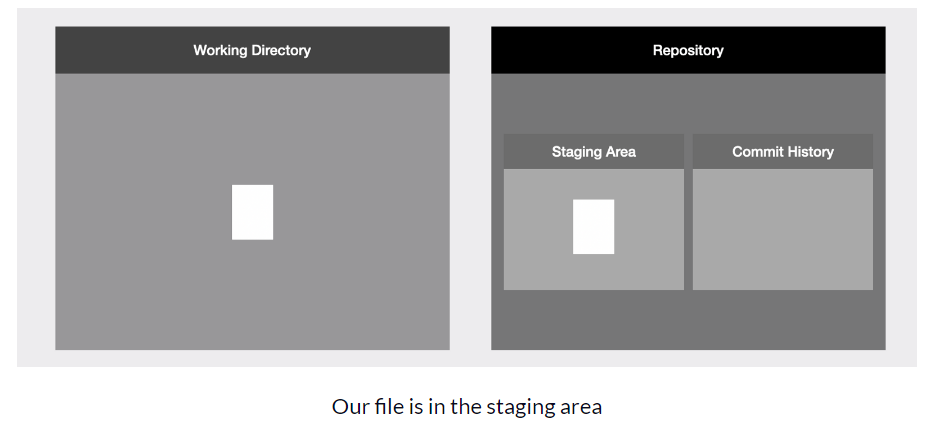 Working Directory
Repository
Staging Area
Commit History
Our file is in the staging area